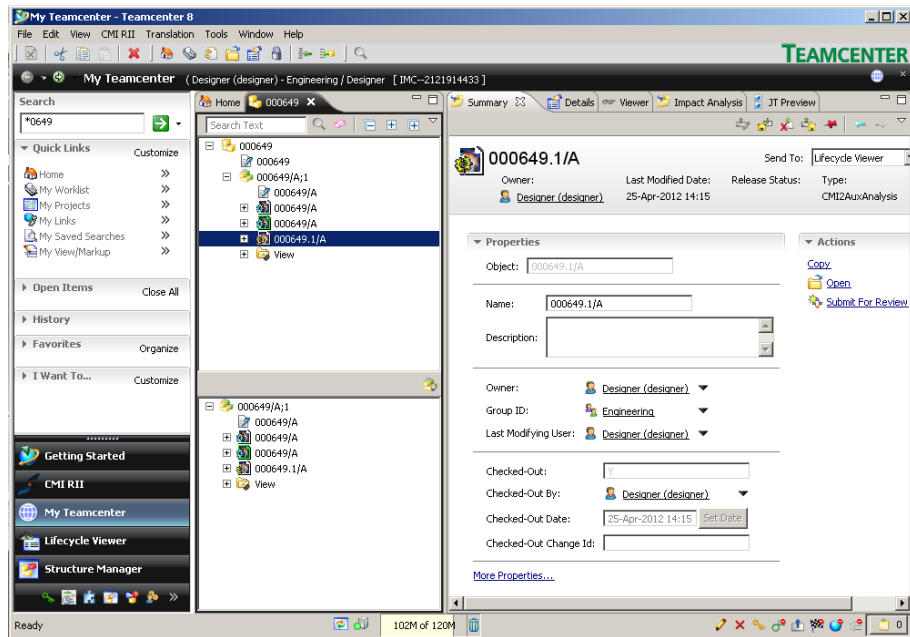 My Teamcenter - Teamcenter 8
File Edit View CMI RII Translation Tools Window Help
TEAMCENTER
My Teamcenter ( Designer (designer) - Engineering / Designer [ IMC--2121914433 ]
Search
*0649
Quick Links Customize
Home
My Worklist
My Projects
My Links
My Saved Searches
My View/Markup
Open Items Close All
History
Favorites Organize
I Want To... Customize
Getting Started
CMI RII
My Teamcenter
Lifecycle Viewer
Structure Manager
Home 000649
Search Text
000649
000649
000649/A;1
000649/A
000649/A
000649/A
000649.1/A
View
000649/A;1
000649/A
000649/A
000649/A
000649.1/A
View
Summary Details Viewer Impact Analysis JT Preview
000649.1/A Send To: Lifecycle Viewer
Owner: Last Modified Date: Release Status: Type:
Designer (designer) 25-Apr-2012 14:15 CMI2AuxAnalysis
Properties
Object: 000649.1/A
Name: 000649.1/A
Description:
Owner: Designer (designer)
Group ID: Engineering
Last Modifying User: Designer (designer)
Checked-Out: Y
Checked-Out By: Designer (designer)
Checked-Out Date: 25-Apr-2012 14:15 Set Date
Checked-Out Change Id:
More Properties...
Actions
Copy
Open
Submit For Review
Ready 102M of 120M 0